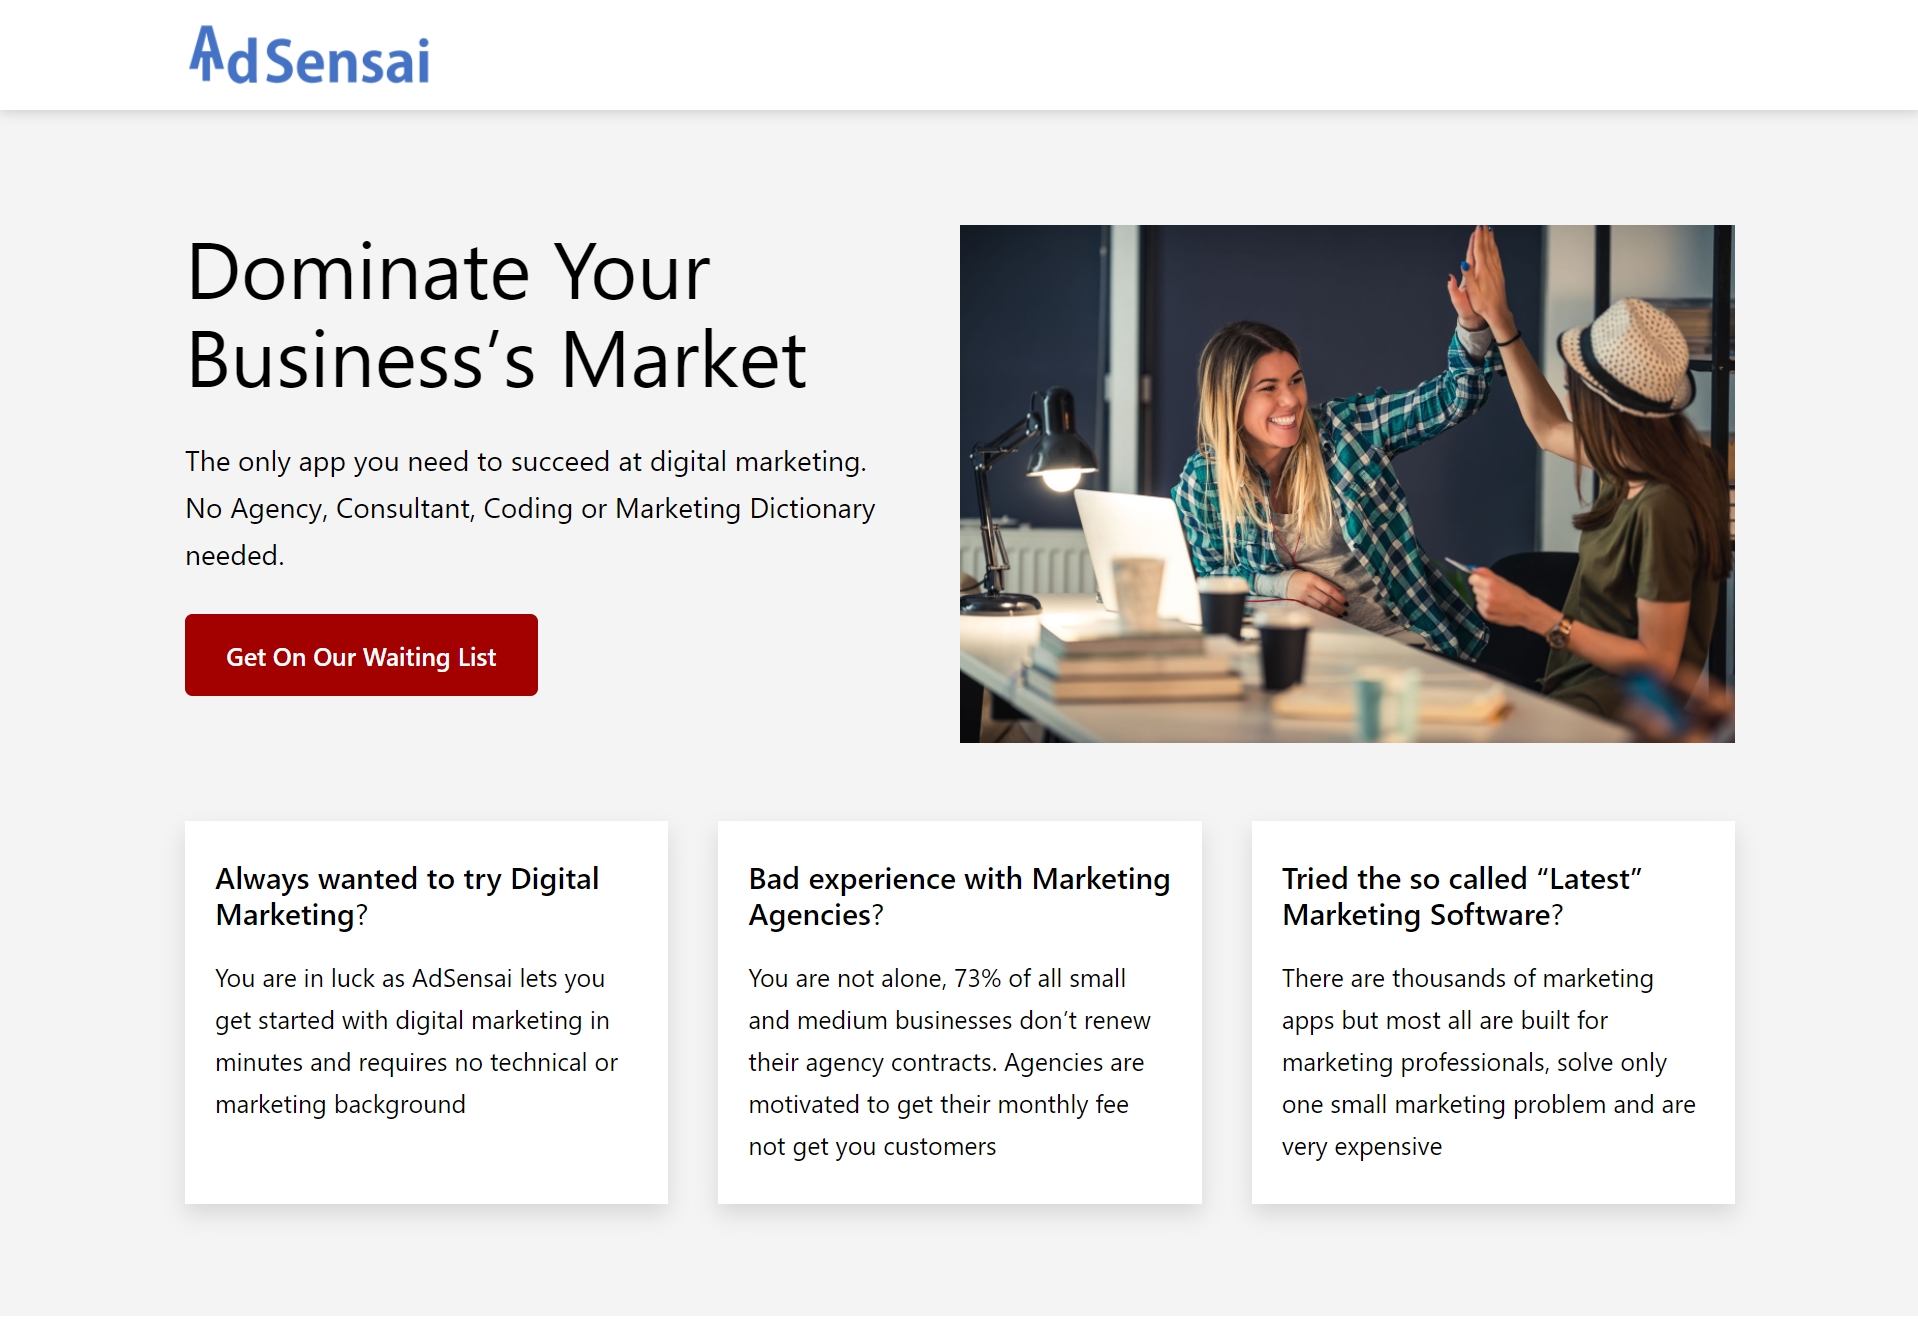 AdSensai
Dominate Your
Business’s Market
The only app you need to succeed at digital marketing.
No Agency, Consultant, Coding or Marketing Dictionary
needed.
Get On Our Waiting List
Always wanted to try Digital
Marketing?
You are in luck as AdSensai lets you
get started with digital marketing in
minutes and requires no technical or
marketing background
Bad experience with Marketing
Agencies?
You are not alone, 73% of all small
and medium businesses don’t renew
their agency contracts. Agencies are
motivated to get their monthly fee
not get you customers
Tried the so called “Latest”
Marketing Software?
There are thousands of marketing
apps but most all are built for
marketing professionals, solve only
one small marketing problem and are
very expensive